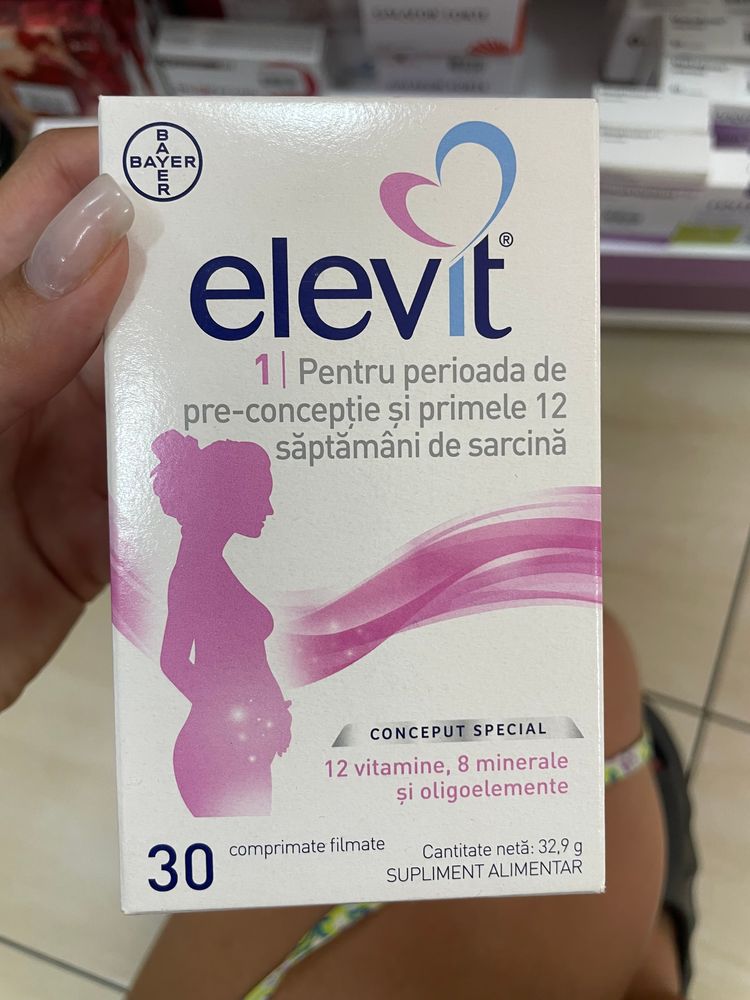 BAYER
BAYER
elevit®
1 | Pentru perioada de
pre-concepție și primele 12
săptămâni de sarcină
CONCEPUT SPECIAL
12 vitamine, 8 minerale
și oligoelemente
30 comprimate filmate
Cantitate netă: 32,9 g
SUPLIMENT ALIMENTAR